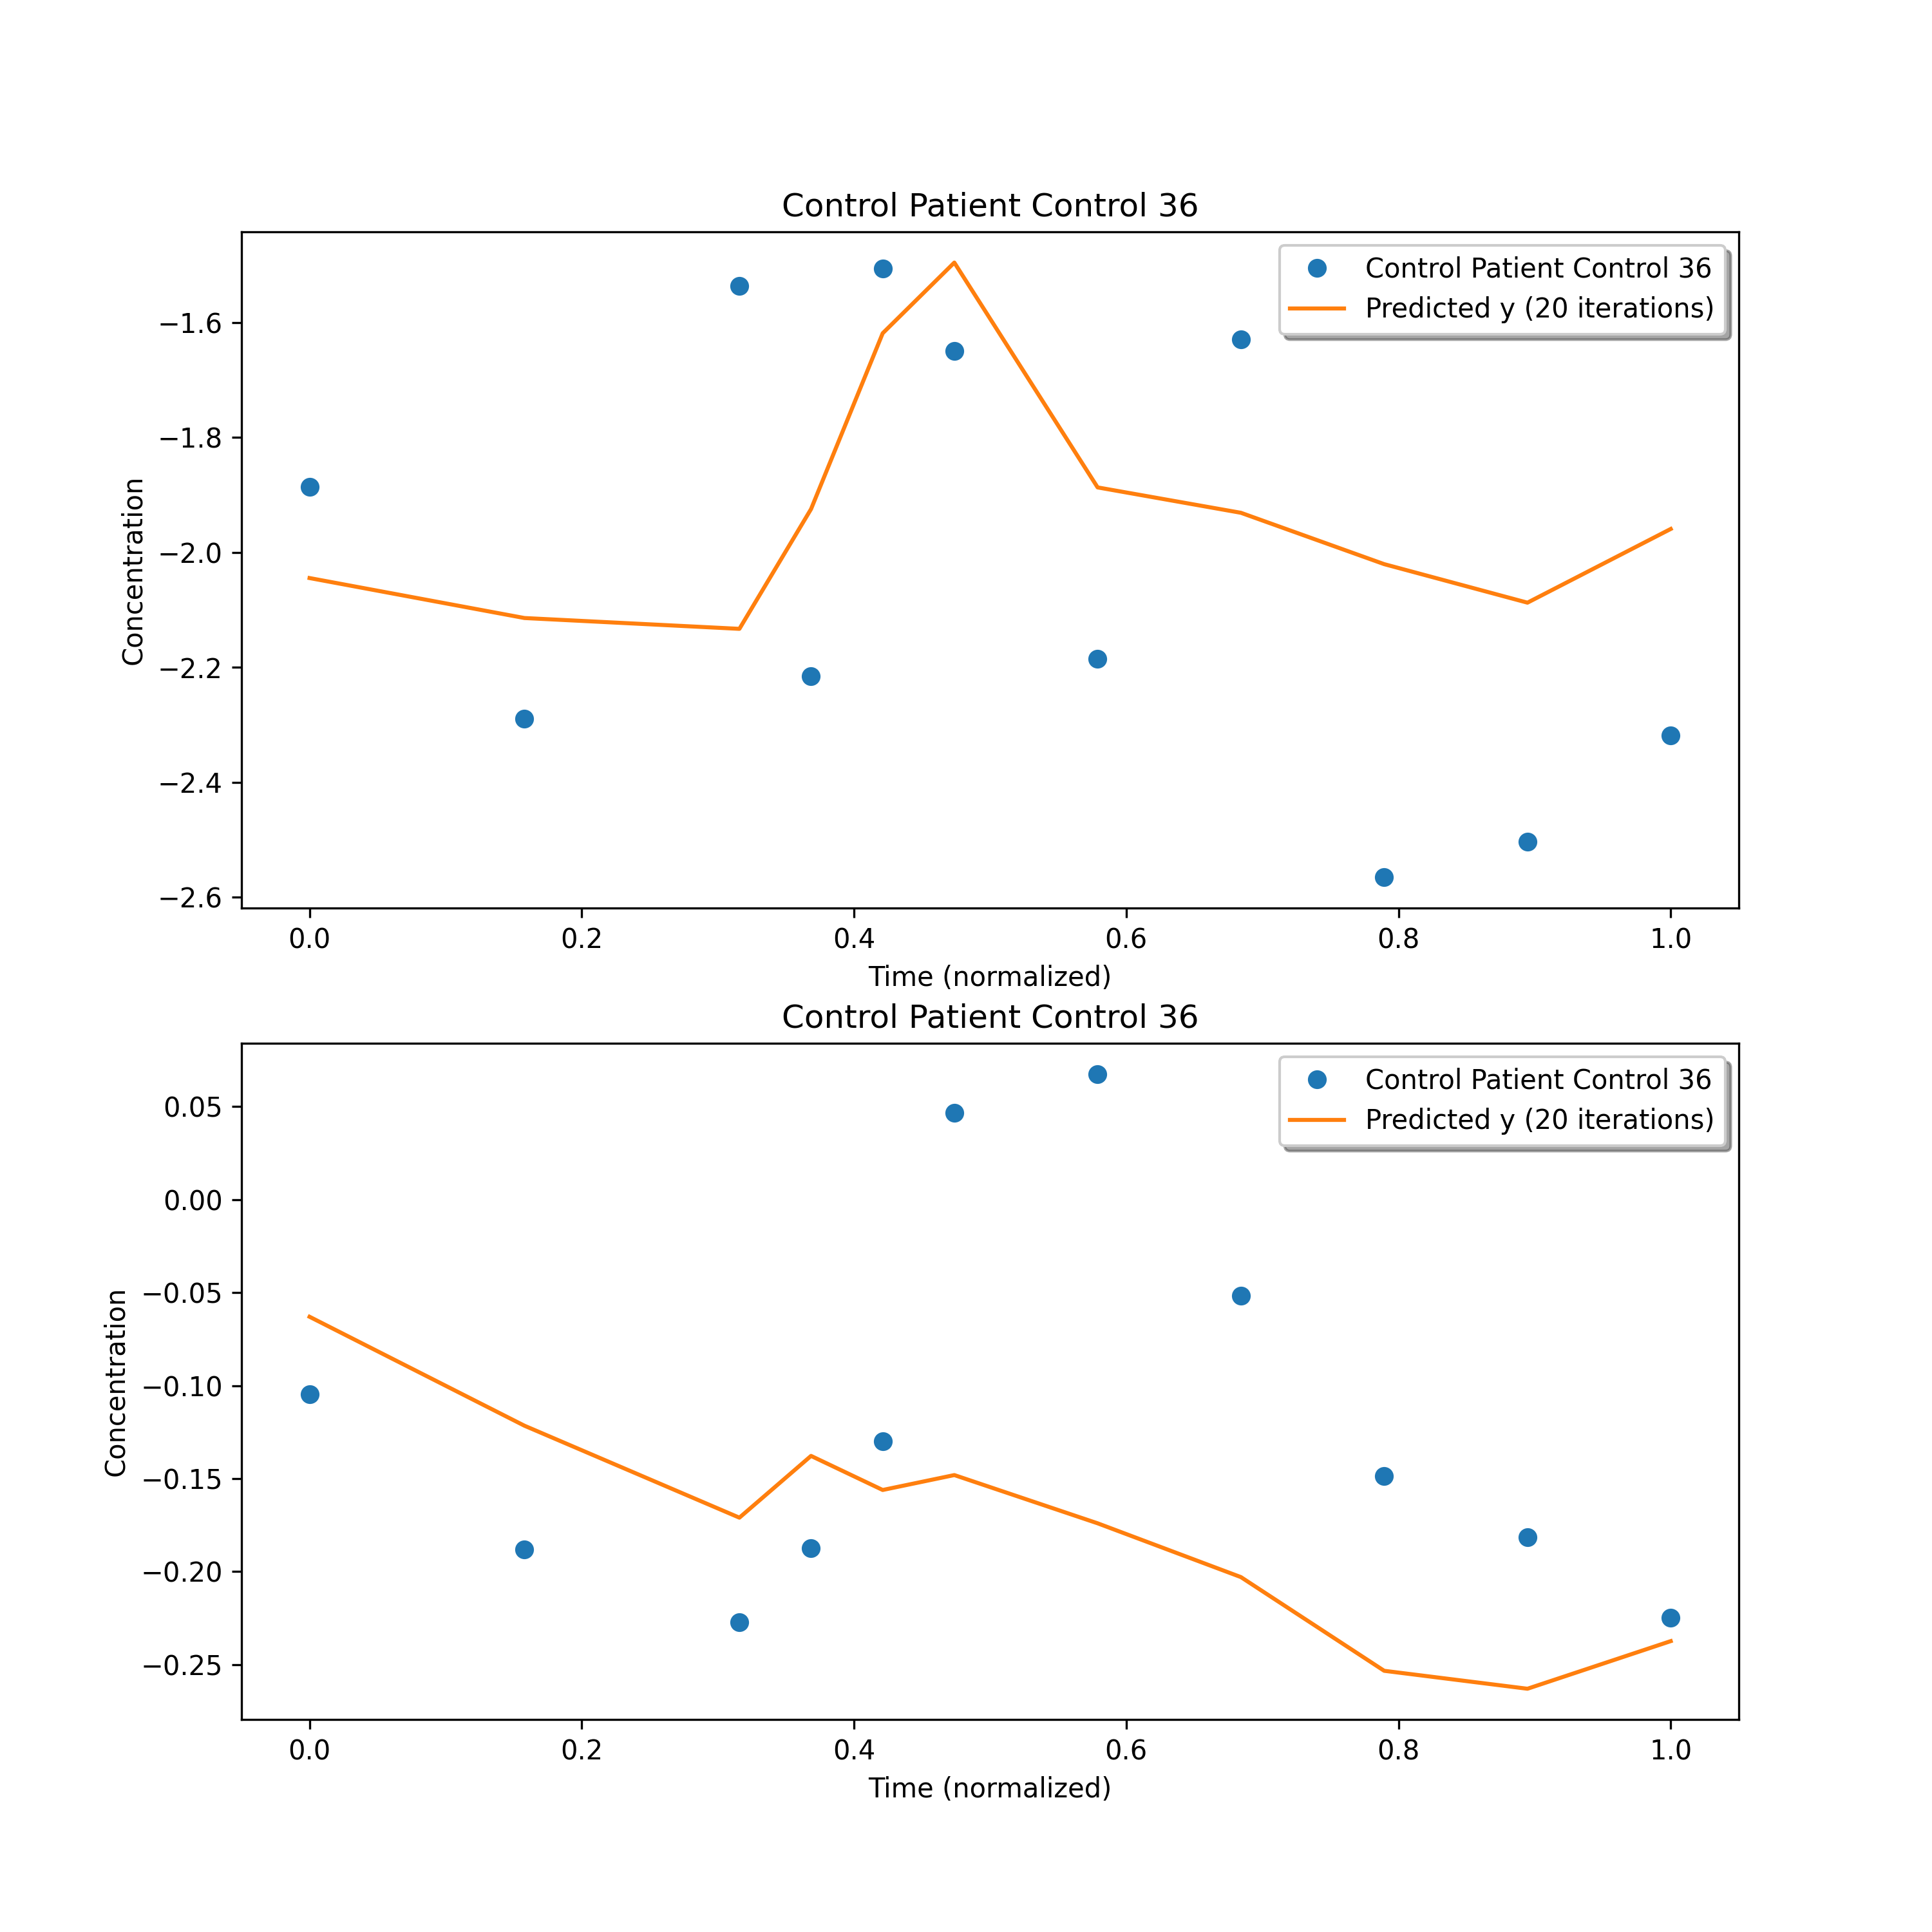 Control Patient Control 36
Control Patient Control 36
Predicted y (20 iterations)
−1.6
−1.8
−2.0
−2.2
−2.4
−2.6
Concentration
0.0 0.2 0.4 0.6 0.8 1.0
Time (normalized)
Control Patient Control 36
Control Patient Control 36
Predicted y (20 iterations)
0.05
0.00
−0.05
−0.10
−0.15
−0.20
−0.25
Concentration
0.0 0.2 0.4 0.6 0.8 1.0
Time (normalized)